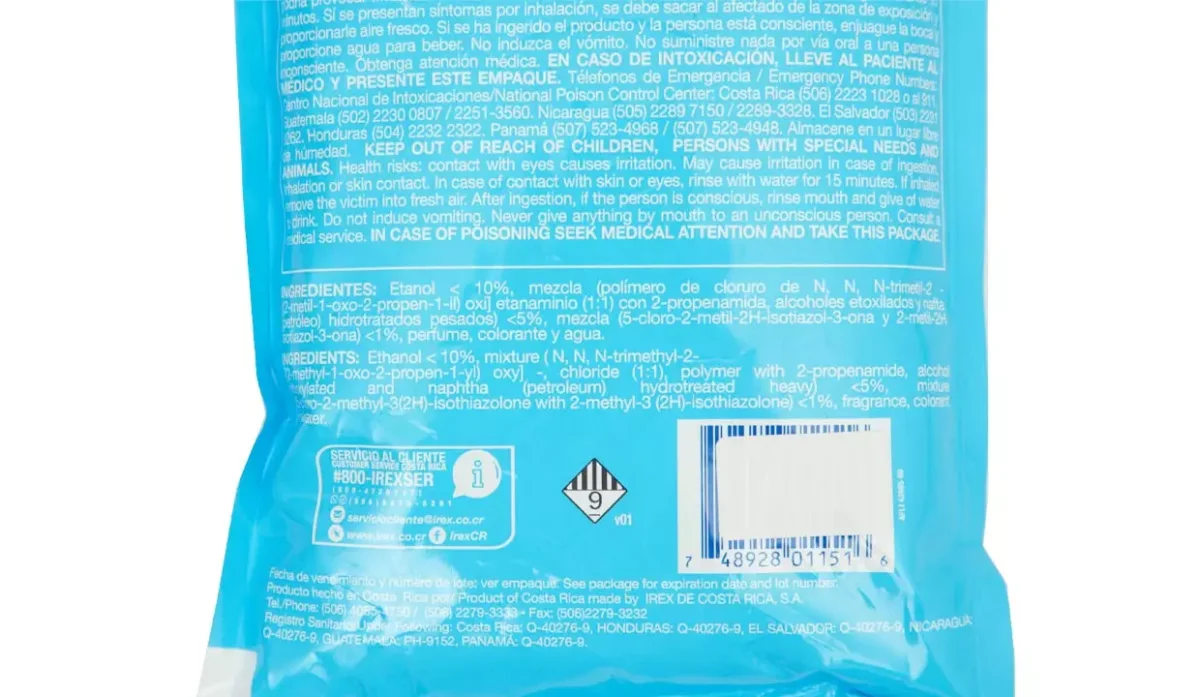 minutos. Si se presentan síntomas por inhalación, se debe sacar al afectado de la zona de exposición y
proporcionarle aire fresco. Si se ha ingerido el producto y la persona está consciente, enjuague la boca y
proporcione agua para beber. No induzca el vómito. No suministre nada por vía oral a una persona
inconsciente. Obtenga atención médica. EN CASO DE INTOXICACIÓN, LLEVE AL PACIENTE AL
MÉDICO Y PRESENTE ESTE EMPAQUE. Teléfonos de Emergencia / Emergency Phone Numbers:
Centro Nacional de Intoxicaciones/National Poison Control Center: Costa Rica (506) 2223 1028 o al 911.
Guatemala (502) 2230 0807 / 2251-3560. Nicaragua (505) 2289 7150 / 2289-3328. El Salvador (503) 2231
Honduras (504) 2232 2322. Panamá (507) 523-4968 / (507) 523-4948. Almacene en un lugar libre
de húmedad. KEEP OUT OF REACH OF CHILDREN, PERSONS WITH SPECIAL NEEDS AND
ANIMALS. Health risks: contact with eyes causes irritation. May cause irritation in case of ingestion,
inhalation or skin contact. In case of contact with skin or eyes, rinse with water for 15 minutes. If inhaled
remove the victim into fresh air. After ingestion, if the person is conscious, rinse mouth and give of water
to drink. Do not induce vomiting. Never give anything by mouth to an unconscious person. Consult a
medical service. IN CASE OF POISONING SEEK MEDICAL ATTENTION AND TAKE THIS PACKAGE.
INGREDIENTES: Etanol < 10%, mezcla (polímero de cloruro de N, N, N-trimetil-2 -
(2-metil-1-oxo-2-propen-1-il) oxi] etanaminio (1:1) con 2-propenamida, alcoholes etoxilados y nafta,
(petróleo) hidrotratados pesados) <5%, mezcla (5-cloro-2-metil-2H-isotiazol-3-ona y 2-metil-2H
isotiazol-3-ona) <1%, perfume, colorante y agua.
INGREDIENTS: Ethanol < 10%, mixture ( N, N, N-trimethyl-2-
(2-methyl-1-oxo-2-propen-1-yl) oxy] -, chloride (1:1), polymer with 2-propenamide, alcohol
and naphtha (petroleum) hydrotreated heavy) <5%, mixture
2-methyl-3(2H)-isothiazolone with 2-methyl-3 (2H)-isothiazolone) <1%, fragrance, colorant
water.
SERVICIO AL CLIENTE
CUSTOMER SERVICE COSTA RICA
#800-IREXSER
i
servicioalcliente@irex.co.cr
www.irex.co.cr irexCR
9
v01
7 48928 01151 6
Fecha de vencimiento y número de lote: ver empaque. See package for expiration date and lot number.
Producto hecho en Costa Rica por/ Product of Costa Rica made by IREX DE COSTA RICA, S.A.
Tel./Phone: (506) / (506) 2279-3333 • Fax: (506)2279-3232
Registro Sanitario/Under Following: Costa Rica: Q-40276-9, HONDURAS: Q-40276-9, EL SALVADOR: Q-40276-9, NICARAGUA:
Q-40276-9, GUATEMALA: PH-9152, PANAMÁ: Q-40276-9.